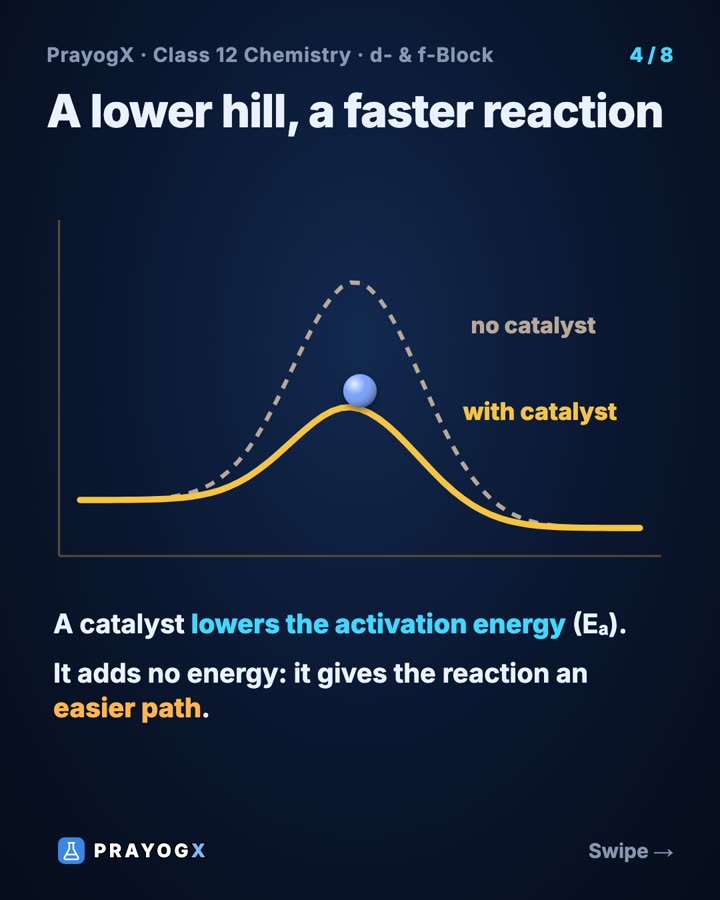 PrayogX · Class 12 Chemistry · d- & f-Block
4 / 8
A lower hill, a faster reaction
no catalyst
with catalyst
A catalyst lowers the activation energy (Eₐ).
It adds no energy: it gives the reaction an
easier path.
PRAYOGX
Swipe →